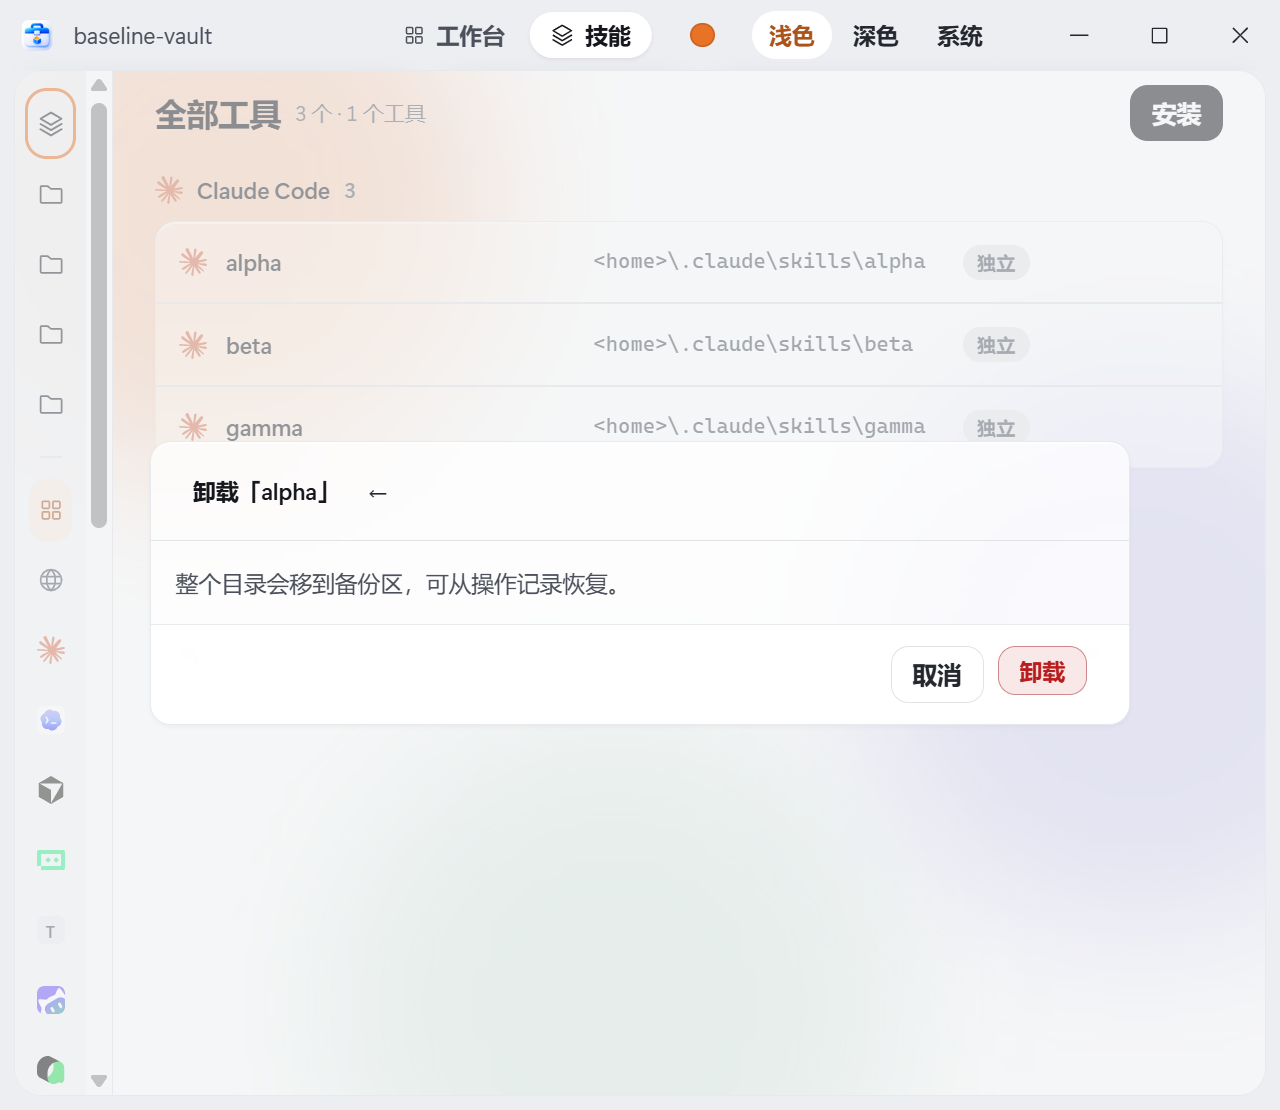 baseline-vault
工作台
技能
浅色
深色
系统
全部工具 3 个 · 1 个工具
安装
Claude Code 3
alpha <home>\.claude\skills\alpha 独立
beta <home>\.claude\skills\beta 独立
gamma <home>\.claude\skills\gamma 独立
卸载「alpha」 ←
整个目录会移到备份区，可从操作记录恢复。
取消
卸载
T